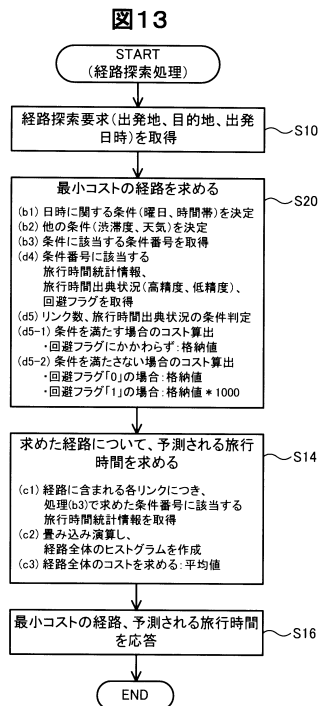 図13
START
(経路探索処理)
経路探索要求(出発地、目的地、出発
日時)を取得
S10
最小コストの経路を求める
S20
(b1) 日時に関する条件(曜日、時間帯)を決定
(b2) 他の条件(渋滞度、天気)を決定
(b3) 条件に該当する条件番号を取得
(d4) 条件番号に該当する
旅行時間統計情報、
旅行時間出典状況(高精度、低精度)、
回避フラグを取得
(d5) リンク数、旅行時間出典状況の条件判定
(d5-1) 条件を満たす場合のコスト算出
・回避フラグにかかわらず:格納値
(d5-2) 条件を満たさない場合のコスト算出
・回避フラグ「0」の場合:格納値
・回避フラグ「1」の場合:格納値*1000
求めた経路について、予測される旅行
時間を求める
S14
(c1) 経路に含まれる各リンクにつき、
処理(b3)で求めた条件番号に該当する
旅行時間統計情報を取得
(c2) 畳み込み演算し、
経路全体のヒストグラムを作成
(c3) 経路全体のコストを求める:平均値
最小コストの経路、予測される旅行時間
を応答
S16
END